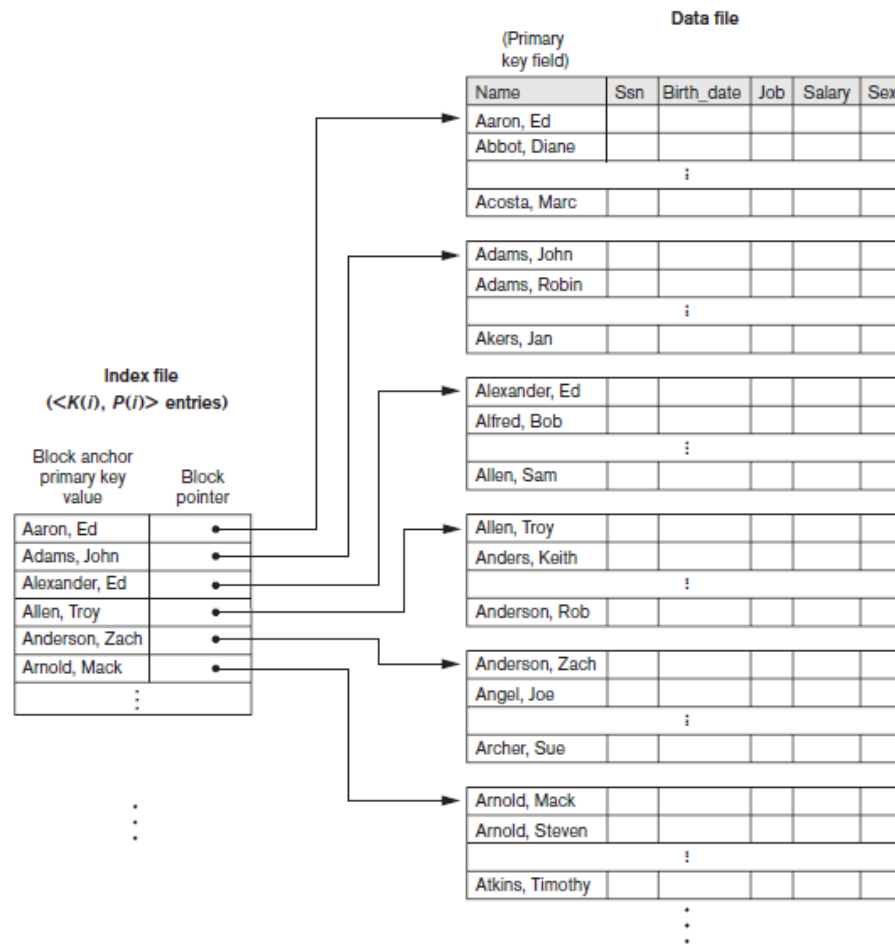 Data file
(Primary
key field)
Name Ssn Birth_date Job Salary Sex
Aaron, Ed
Abbot, Diane
Acosta, Marc
Adams, John
Adams, Robin
Akers, Jan
Alexander, Ed
Alfred, Bob
Allen, Sam
Allen, Troy
Anders, Keith
Anderson, Rob
Anderson, Zach
Angel, Joe
Archer, Sue
Arnold, Mack
Arnold, Steven
Atkins, Timothy
Index file
(<K(i), P(i)> entries)
Block anchor
primary key
value
Block
pointer
Aaron, Ed
Adams, John
Alexander, Ed
Allen, Troy
Anderson, Zach
Arnold, Mack